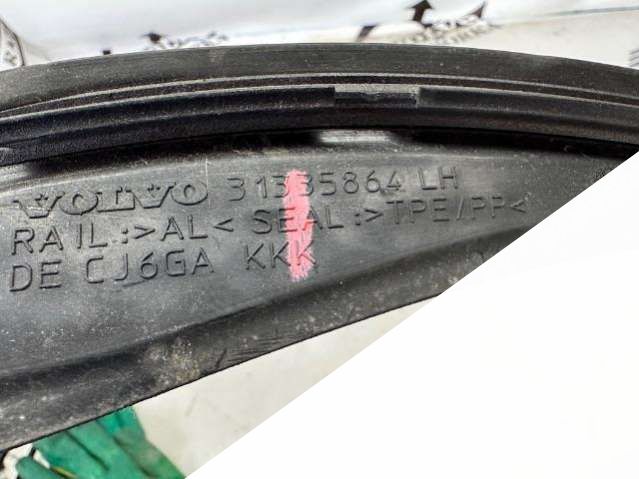 VOLVO 31335864 LH
RAIL:>AL< SEAL:>TPE/PP<
DE CJ6GA KKK